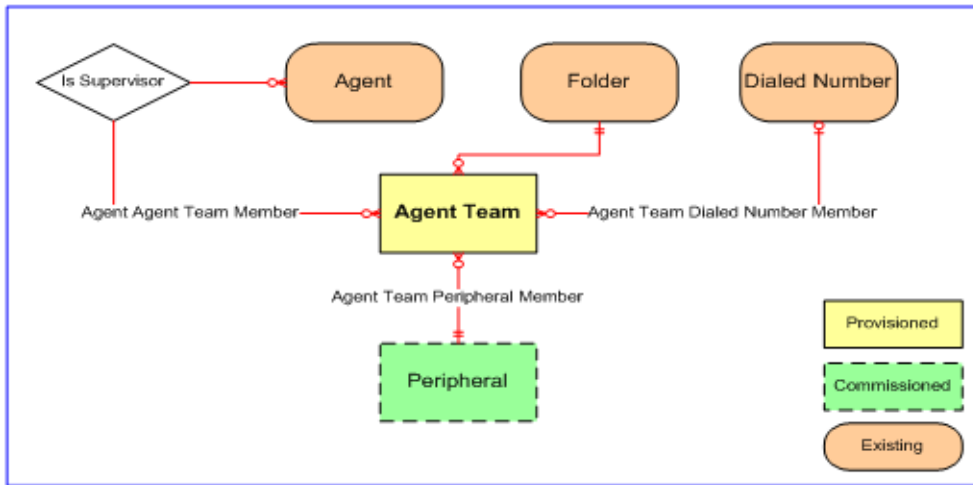 Is Supervisor
Agent
Folder
Dialed Number
Agent Agent Team Member
Agent Team
Agent Team Dialed Number Member
Agent Team Peripheral Member
Peripheral
Provisioned
Commissioned
Existing